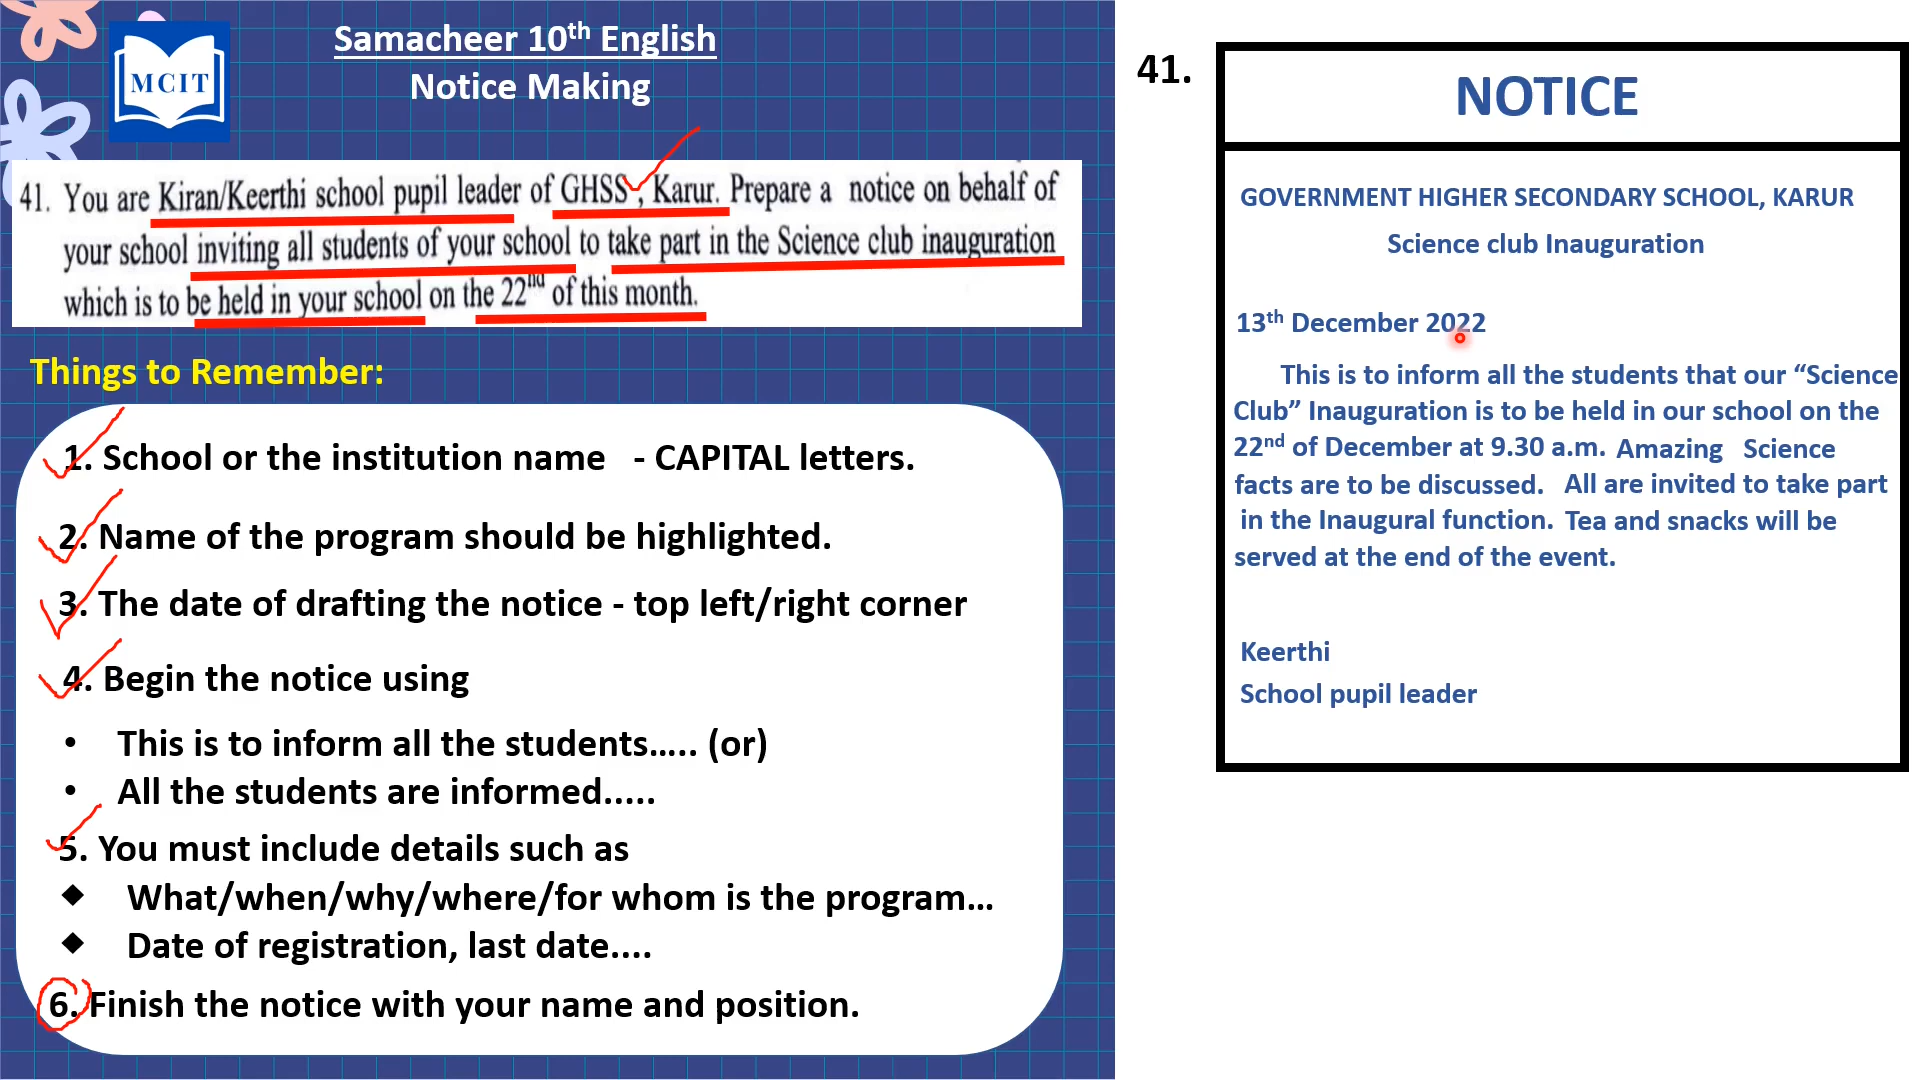 MCIT
Samacheer 10th English
Notice Making
41. You are Kiran/Keerthi school pupil leader of GHSS, Karur. Prepare a notice on behalf of
your school inviting all students of your school to take part in the Science club inauguration
which is to be held in your school on the 22nd of this month.
Things to Remember:
1. School or the institution name - CAPITAL letters.
2. Name of the program should be highlighted.
3. The date of drafting the notice - top left/right corner
4. Begin the notice using
• This is to inform all the students….. (or)
• All the students are informed.....
5. You must include details such as
◆ What/when/why/where/for whom is the program…
◆ Date of registration, last date....
6. Finish the notice with your name and position.
41.
NOTICE
GOVERNMENT HIGHER SECONDARY SCHOOL, KARUR
Science club Inauguration
13th December 2022
This is to inform all the students that our “Science
Club” Inauguration is to be held in our school on the
22nd of December at 9.30 a.m. Amazing Science
facts are to be discussed. All are invited to take part
in the Inaugural function. Tea and snacks will be
served at the end of the event.
Keerthi
School pupil leader